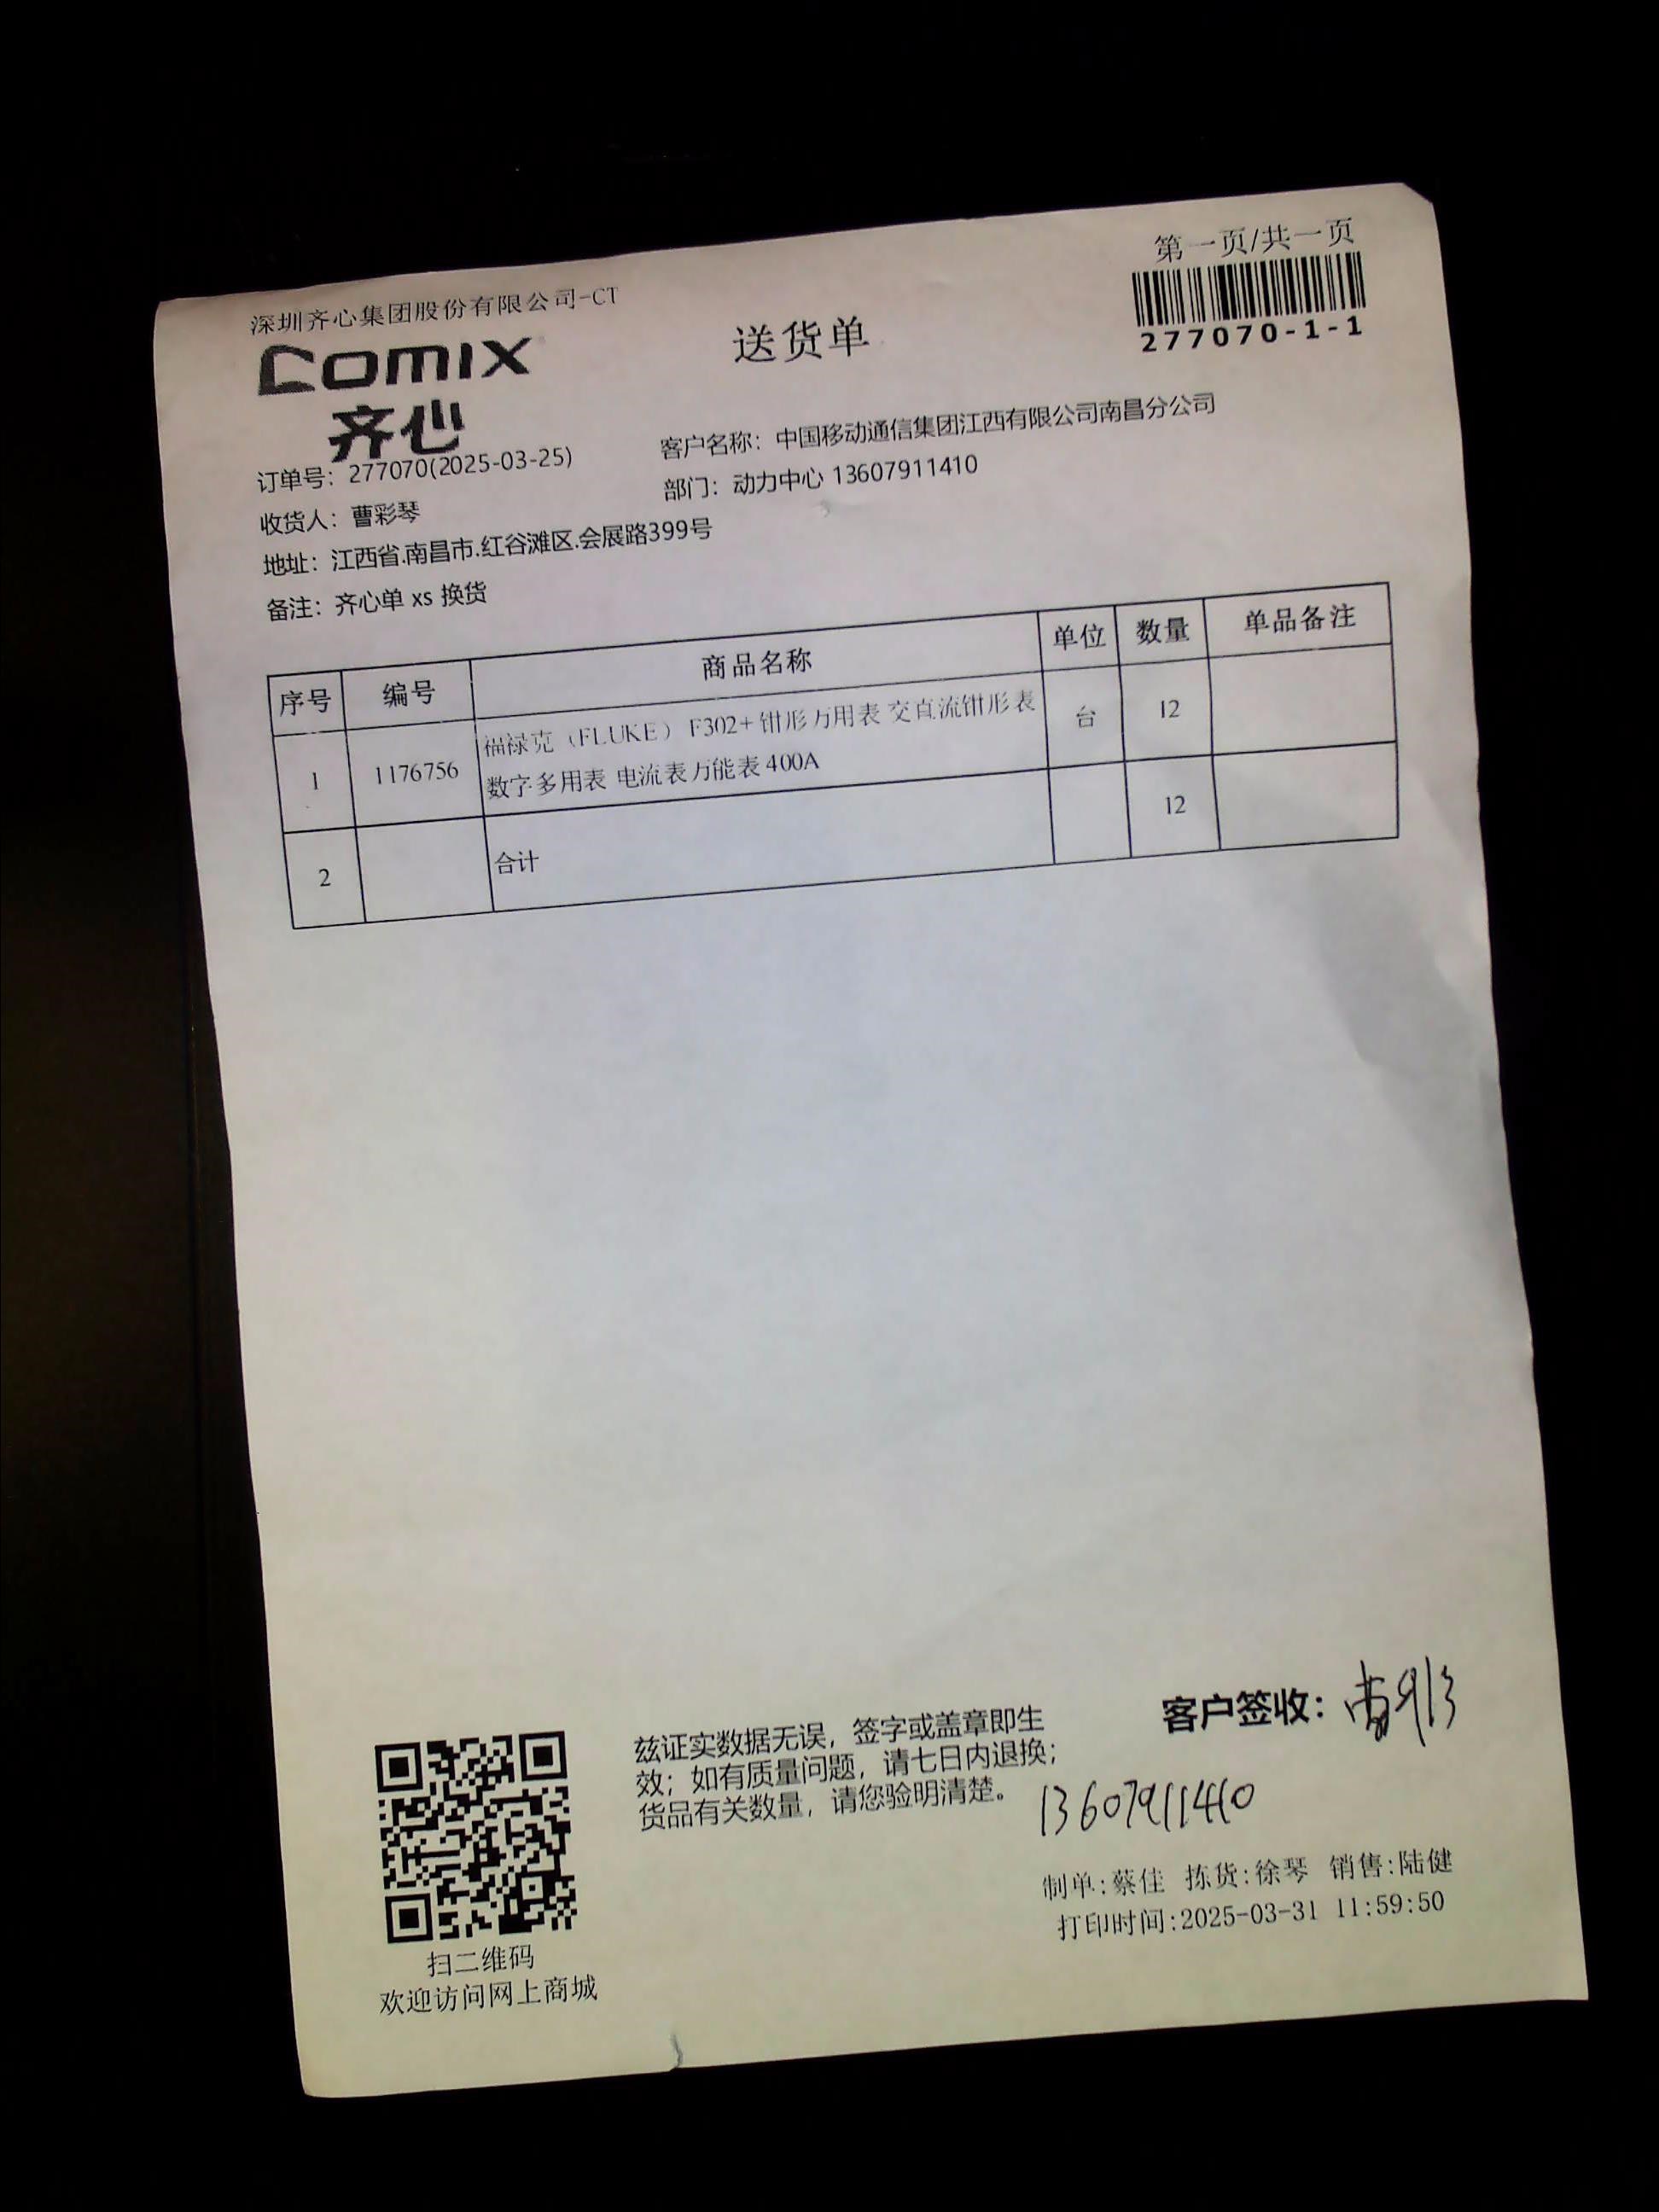 第一页/共一页
深圳齐心集团股份有限公司-CT
comix
齐心
送货单
277070-1-1
订单号：277070(2025-03-25)
客户名称：中国移动通信集团江西有限公司南昌分公司
收货人：曹彩琴
部门：动力中心 13607911410
地址：江西省.南昌市.红谷滩区.会展路399号
备注：齐心单 xs 换货
序号 编号 商品名称 单位 数量 单品备注
1 1176756 福禄克（FLUKE） F302+ 钳形万用表 交直流钳形表 台 12
数字多用表 电流表万能表 400A
2 合计 12
兹证实数据无误，签字或盖章即生
效；如有质量问题，请七日内退换；
货品有关数量，请您验明清楚。
客户签收：
13607911410
制单:蔡佳 拣货:徐琴 销售:陆健
打印时间:2025-03-31 11:59:50
扫二维码
欢迎访问网上商城